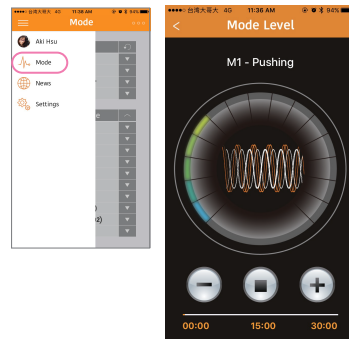 台灣大哥大 4G 11:36 AM 94%
Mode
Aki Hsu
Mode
News
Settings
台灣大哥大 4G 11:36 AM 94%
< Mode Level
M1 - Pushing
00:00 15:00 30:00